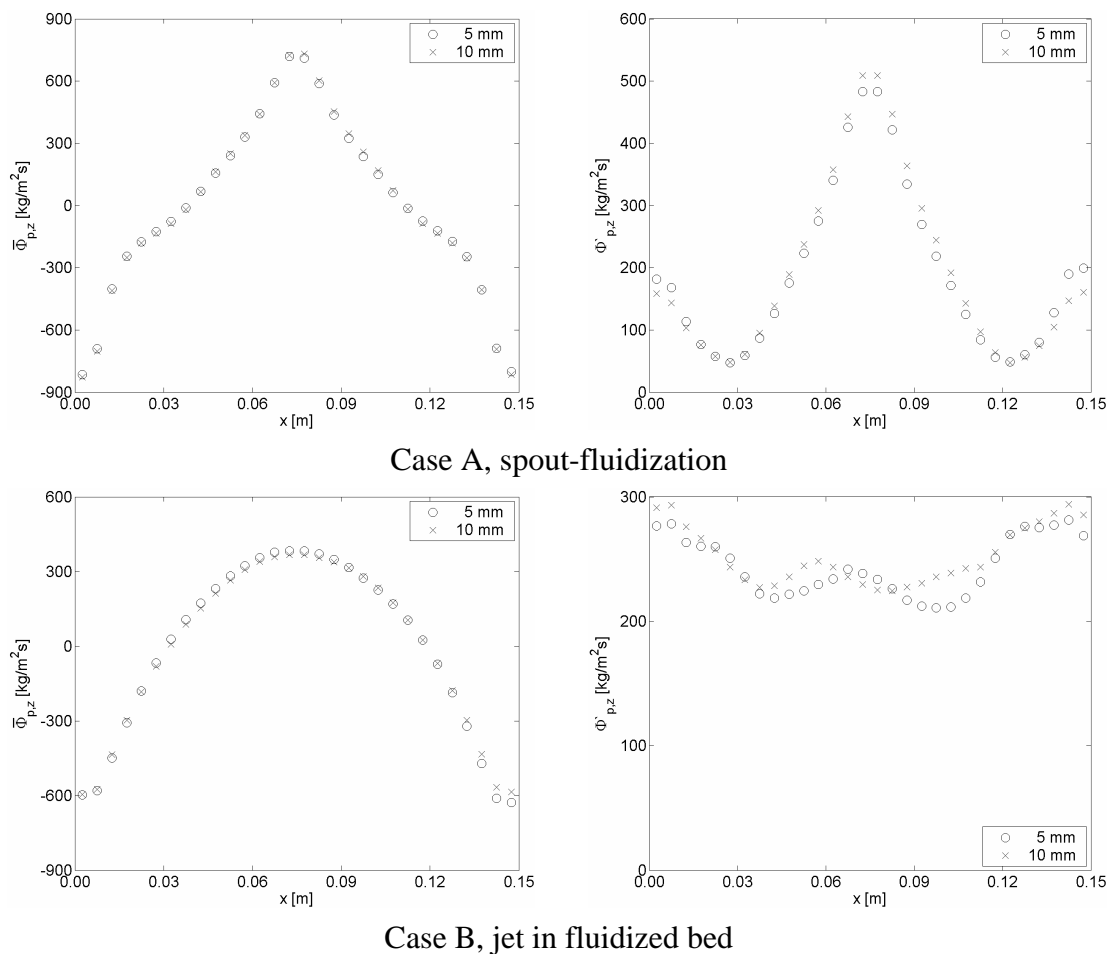 900
600
300
0
-300
-600
-900
0.00 0.03 0.06 0.09 0.12 0.15
x [m]
Φ̅p,z [kg/m²s]
5 mm
10 mm
600
500
400
300
200
100
0
0.00 0.03 0.06 0.09 0.12 0.15
x [m]
Φ`p,z [kg/m²s]
5 mm
10 mm
Case A, spout-fluidization
600
300
0
-300
-600
-900
0.00 0.03 0.06 0.09 0.12 0.15
x [m]
Φ̅p,z [kg/m²s]
5 mm
10 mm
300
200
100
0
0.00 0.03 0.06 0.09 0.12 0.15
x [m]
Φ`p,z [kg/m²s]
5 mm
10 mm
Case B, jet in fluidized bed